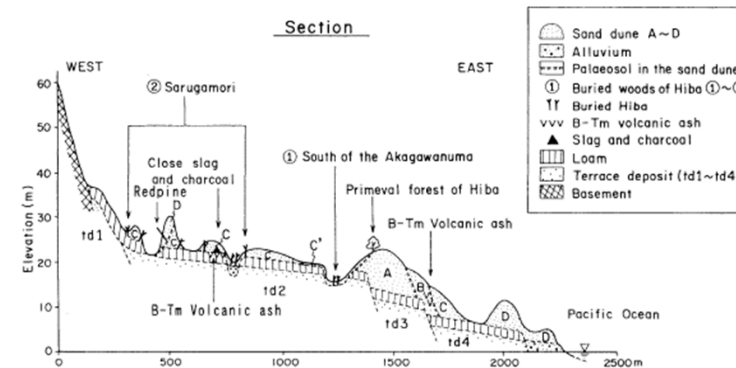 Section
WEST
EAST
② Sarugamori
Close slag
and charcoal
Redpine
① South of the Akagawanuma
Primeval forest of Hiba
B-Tm Volcanic ash
B-Tm Volcanic ash
Pacific Ocean
Elevation (m)
60
50
40
30
20
10
0
D
C
C
C
C
C'
A
B
C
D
D
td1
td2
td3
td4
0
500
1000
1500
2000
2500m
Sand dune A~D
Alluvium
Palaeosol in the sand dune
① Buried woods of Hiba ①~
Buried Hiba
B-Tm volcanic ash
Slag and charcoal
Loam
Terrace deposit (td1~td4
Basement